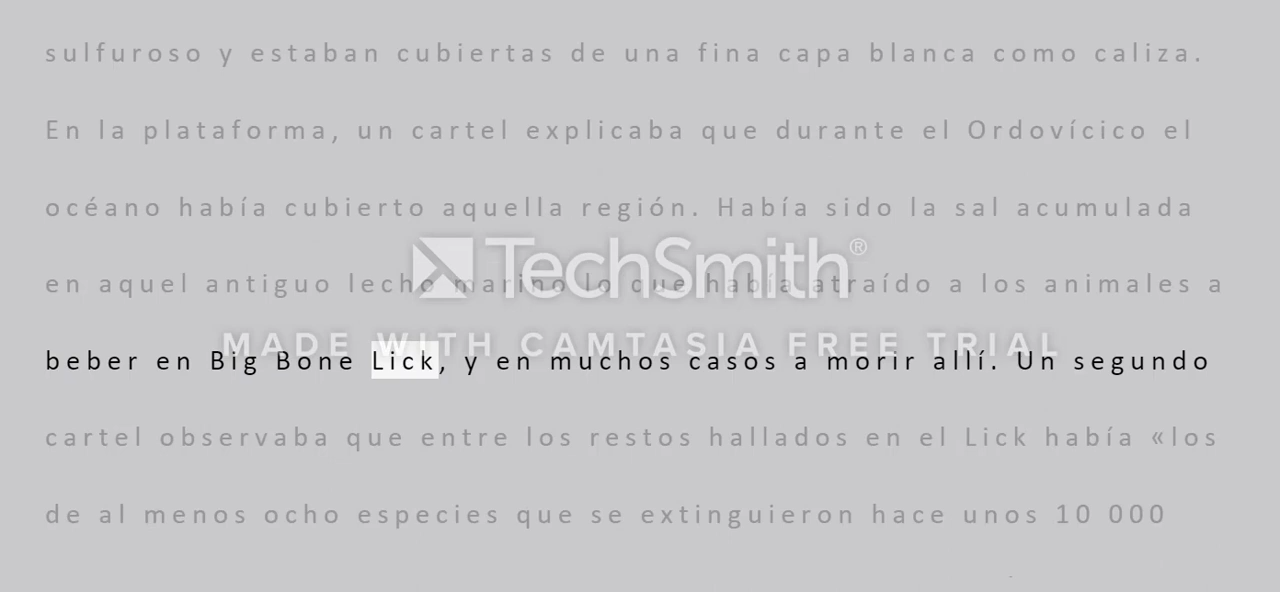 sulfuroso y estaban cubiertas de una fina capa blanca como caliza.
En la plataforma, un cartel explicaba que durante el Ordovícico el
océano había cubierto aquella región. Había sido la sal acumulada
TechSmith®
en aquel antiguo lecho marino lo que había atraído a los animales a
MADE WITH CAMTASIA FREE TRIAL
beber en Big Bone Lick, y en muchos casos a morir allí. Un segundo
cartel observaba que entre los restos hallados en el Lick había «los
de al menos ocho especies que se extinguieron hace unos 10 000